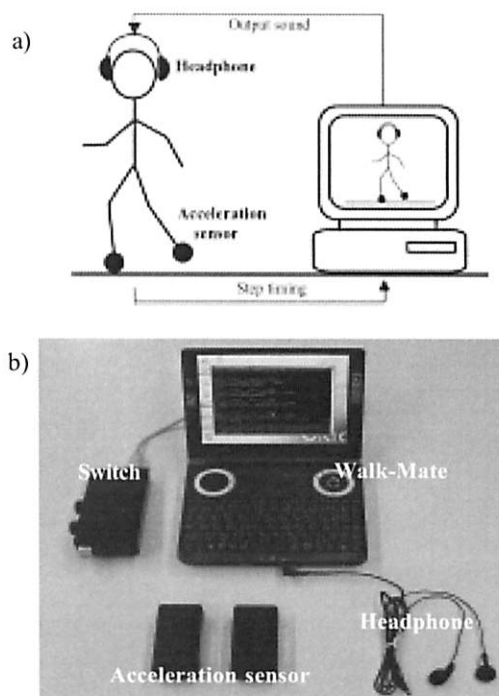 a)
Output sound
Headphone
Acceleration
sensor
Step timing
b)
Switch
Walk-Mate
Headphone
Acceleration sensor